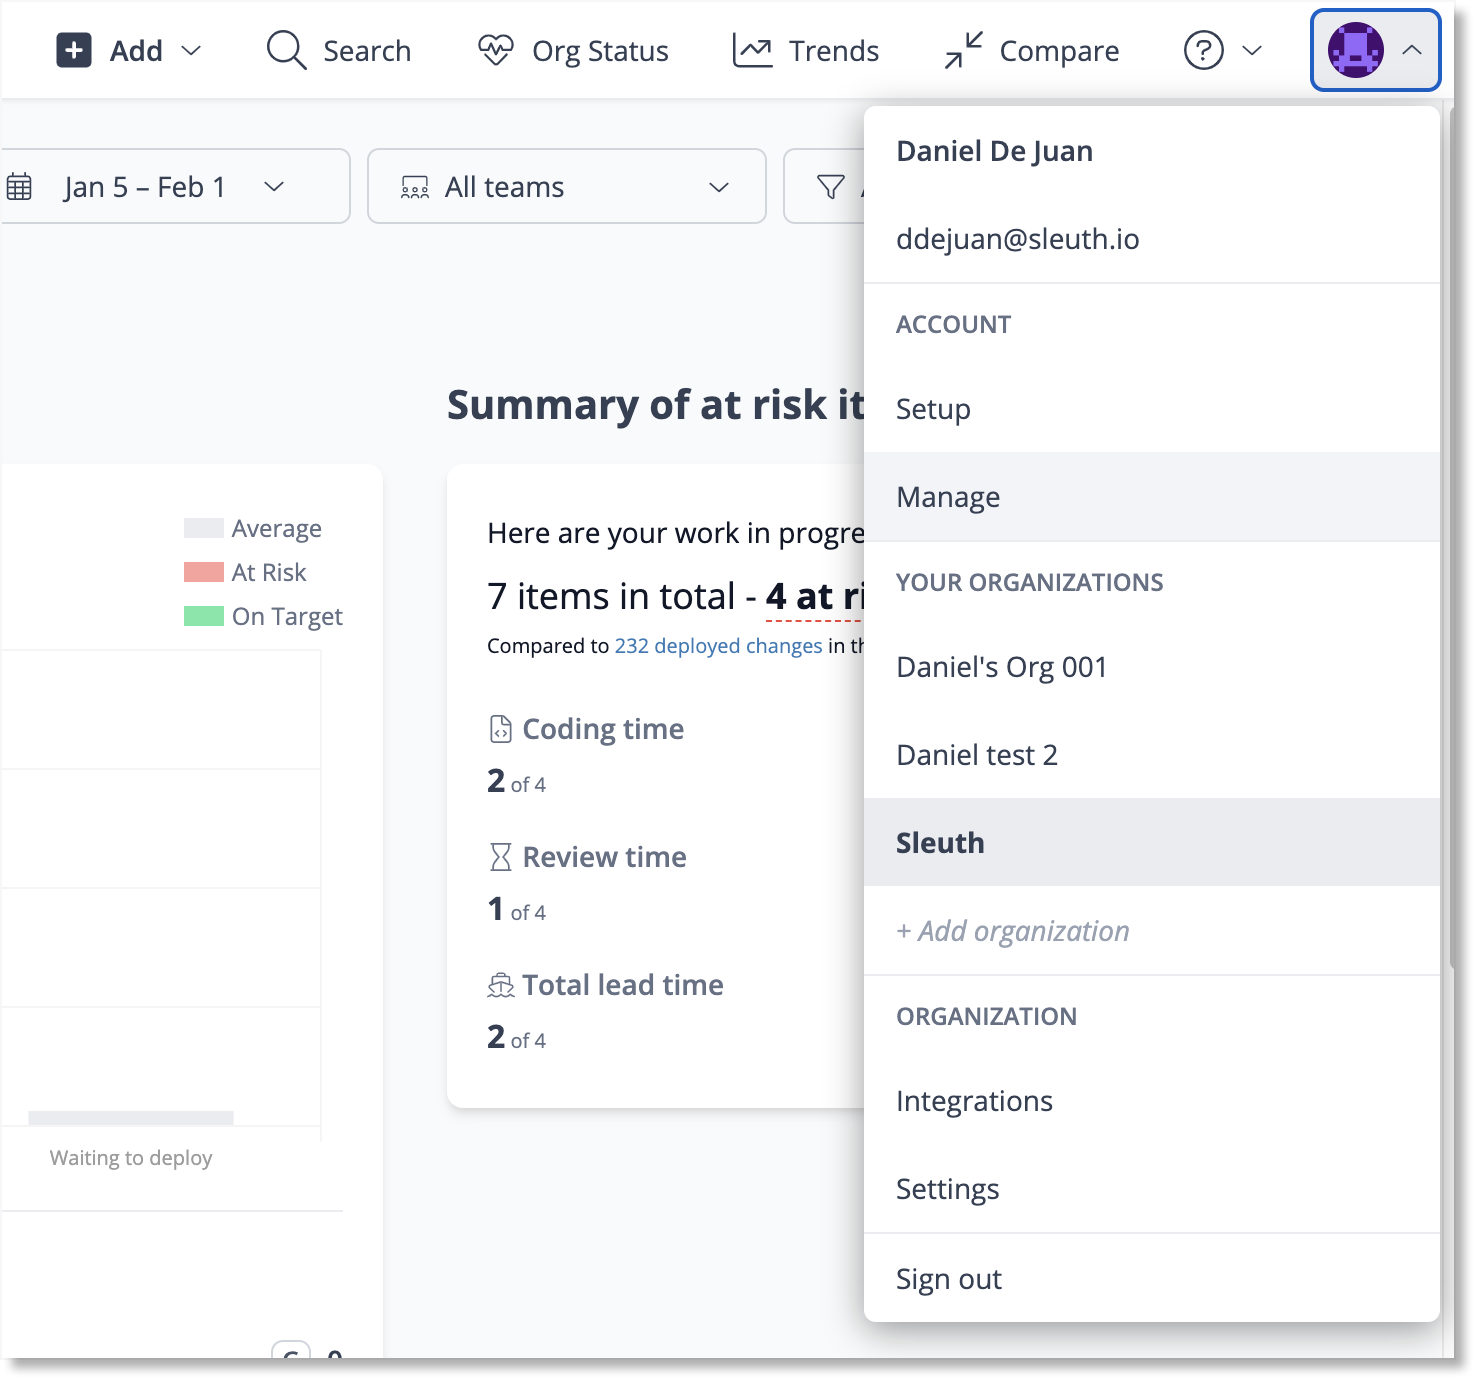 Add
Search
Org Status
Trends
Compare
Jan 5 – Feb 1
All teams
Summary of at risk
Average
At Risk
On Target
Waiting to deploy
Here are your work in
7 items in total - 4 at
Compared to 232 deployed changes in
Coding time
2 of 4
Review time
1 of 4
Total lead time
2 of 4
Daniel De Juan
ddejuan@sleuth.io
ACCOUNT
Setup
Manage
YOUR ORGANIZATIONS
Daniel's Org 001
Daniel test 2
Sleuth
+ Add organization
ORGANIZATION
Integrations
Settings
Sign out